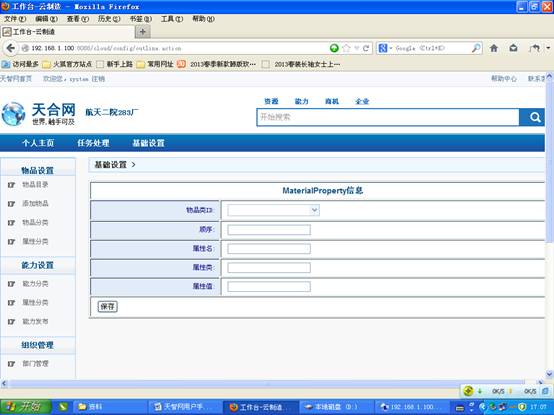 工作台-云制造 - Mozilla Firefox
文件(F) 编辑(E) 查看(V) 历史(S) 书签(B) 工具(T) 帮助(H)
工作台-云制造
192.168.1.100:8088/cloud/config/outline.action
Google (Ctrl+K)
访问最多 火狐官方站点 新手上路 常用网址 2013春季新款韩版欢... 2013春装长袖女士上...
天智网首页 欢迎您, system 注销 帮助中心
天合网
世界,触手可及
航天二院283厂
资源 能力 商机 企业
开始搜索
个人主页 任务处理 基础设置
物品设置
物品目录
添加物品
物品分类
属性分类
能力设置
能力分类
属性分类
能力发布
组织管理
部门管理
基础设置 >
MaterialProperty信息
物品类ID:
顺序:
属性名:
属性类:
属性值:
保存
0K/S 0K/S
开始 资料 天智网用户手... 工作台-云制造... 本地磁盘 (D:) 192.168.1.100... 17:07